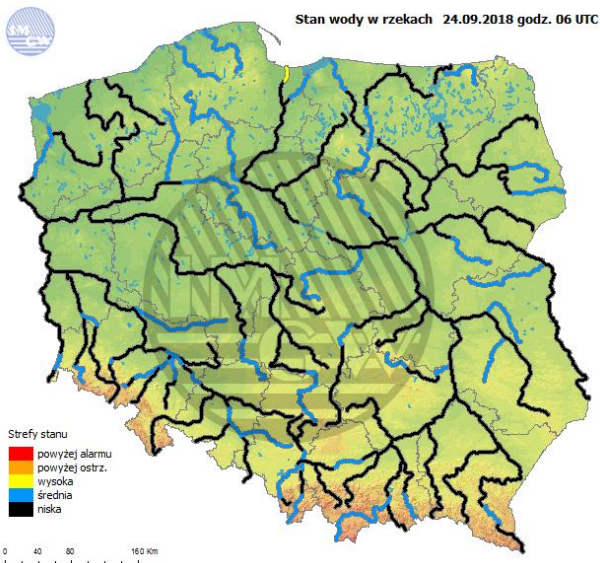 Stan wody w rzekach 24.09.2018 godz. 06 UTC
Strefy stanu
powyżej alarmu
powyżej ostrz.
wysoka
średnia
niska
0 40 80 160 Km